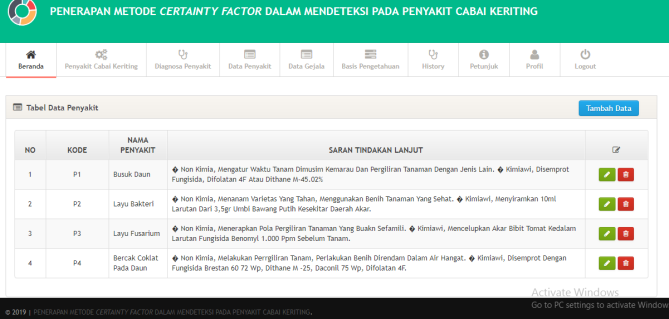 PENERAPAN METODE CERTAINTY FACTOR DALAM MENDETEKSI PADA PENYAKIT CABAI KERITING
Beranda Penyakit Cabai Keriting Diagnosa Penyakit Data Penyakit Data Gejala Basis Pengetahuan History Petunjuk Profil Logout
Tabel Data Penyakit Tambah Data
NO KODE NAMA PENYAKIT SARAN TINDAKAN LANJUT
1 P1 Busuk Daun � Non Kimia, Mengatur Waktu Tanam Dimusim Kemarau Dan Pergiliran Tanaman Dengan Jenis Lain. � Kimiawi, Disemprot
Fungisida, Difolatan 4F Atau Dithane M-45.02%
2 P2 Layu Bakteri � Non Kimia, Menanam Varietas Yang Tahan, Menggunakan Benih Tanaman Yang Sehat. � Kimiawi, Menyiramkan 10ml
Larutan Dari 3,5gr Umbi Bawang Putih Kesekitar Daerah Akar.
3 P3 Layu Fusarium � Non Kimia, Menerapkan Pola Pergiliran Tanaman Yang Buakn Sefamili. � Kimiawi, Mencelupkan Akar Bibit Tomat Kedalam
Larutan Fungisida Benomyl 1.000 Ppm Sebelum Tanam.
4 P4 Bercak Coklat Pada Daun � Non Kimia, Melakukan Perrgiliran Tanam, Perlakukan Benih Direndam Dalam Air Hangat. � Kimiawi, Disemprot Dengan
Fungisida Brestan 60 72 Wp, Dithane M -25, Daconil 75 Wp, Difolatan 4F.
Activate Windows
Go to PC settings to activate Window
© 2019 | PENERAPAN METODE CERTAINTY FACTOR DALAM MENDETEKSI PADA PENYAKIT CABAI KERITING.